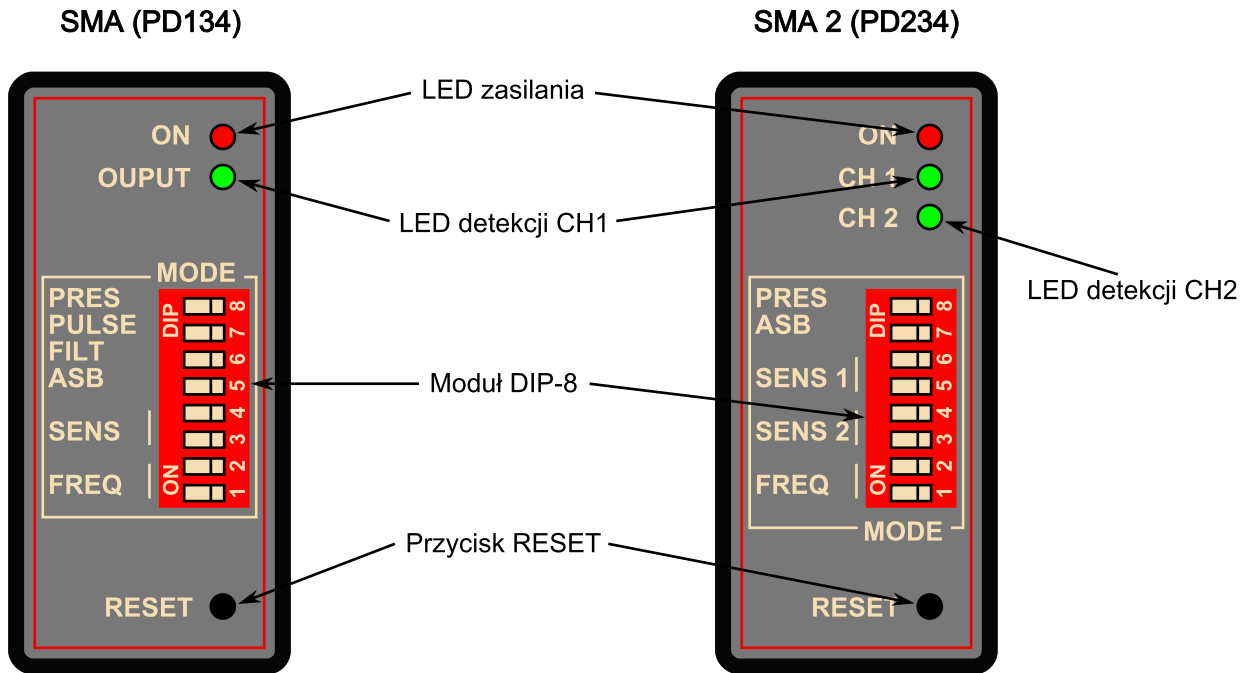 SMA (PD134)
SMA 2 (PD234)
LED zasilania
ON
OUPUT
LED detekcji CH1
ON
CH 1
CH 2
LED detekcji CH2
MODE
PRES
PULSE
FILT
ASB
SENS
FREQ
DIP
ON
8
7
6
5
4
3
2
1
Moduł DIP-8
PRES
ASB
SENS 1
SENS 2
FREQ
DIP
ON
8
7
6
5
4
3
2
1
MODE
Przycisk RESET
RESET
RESET